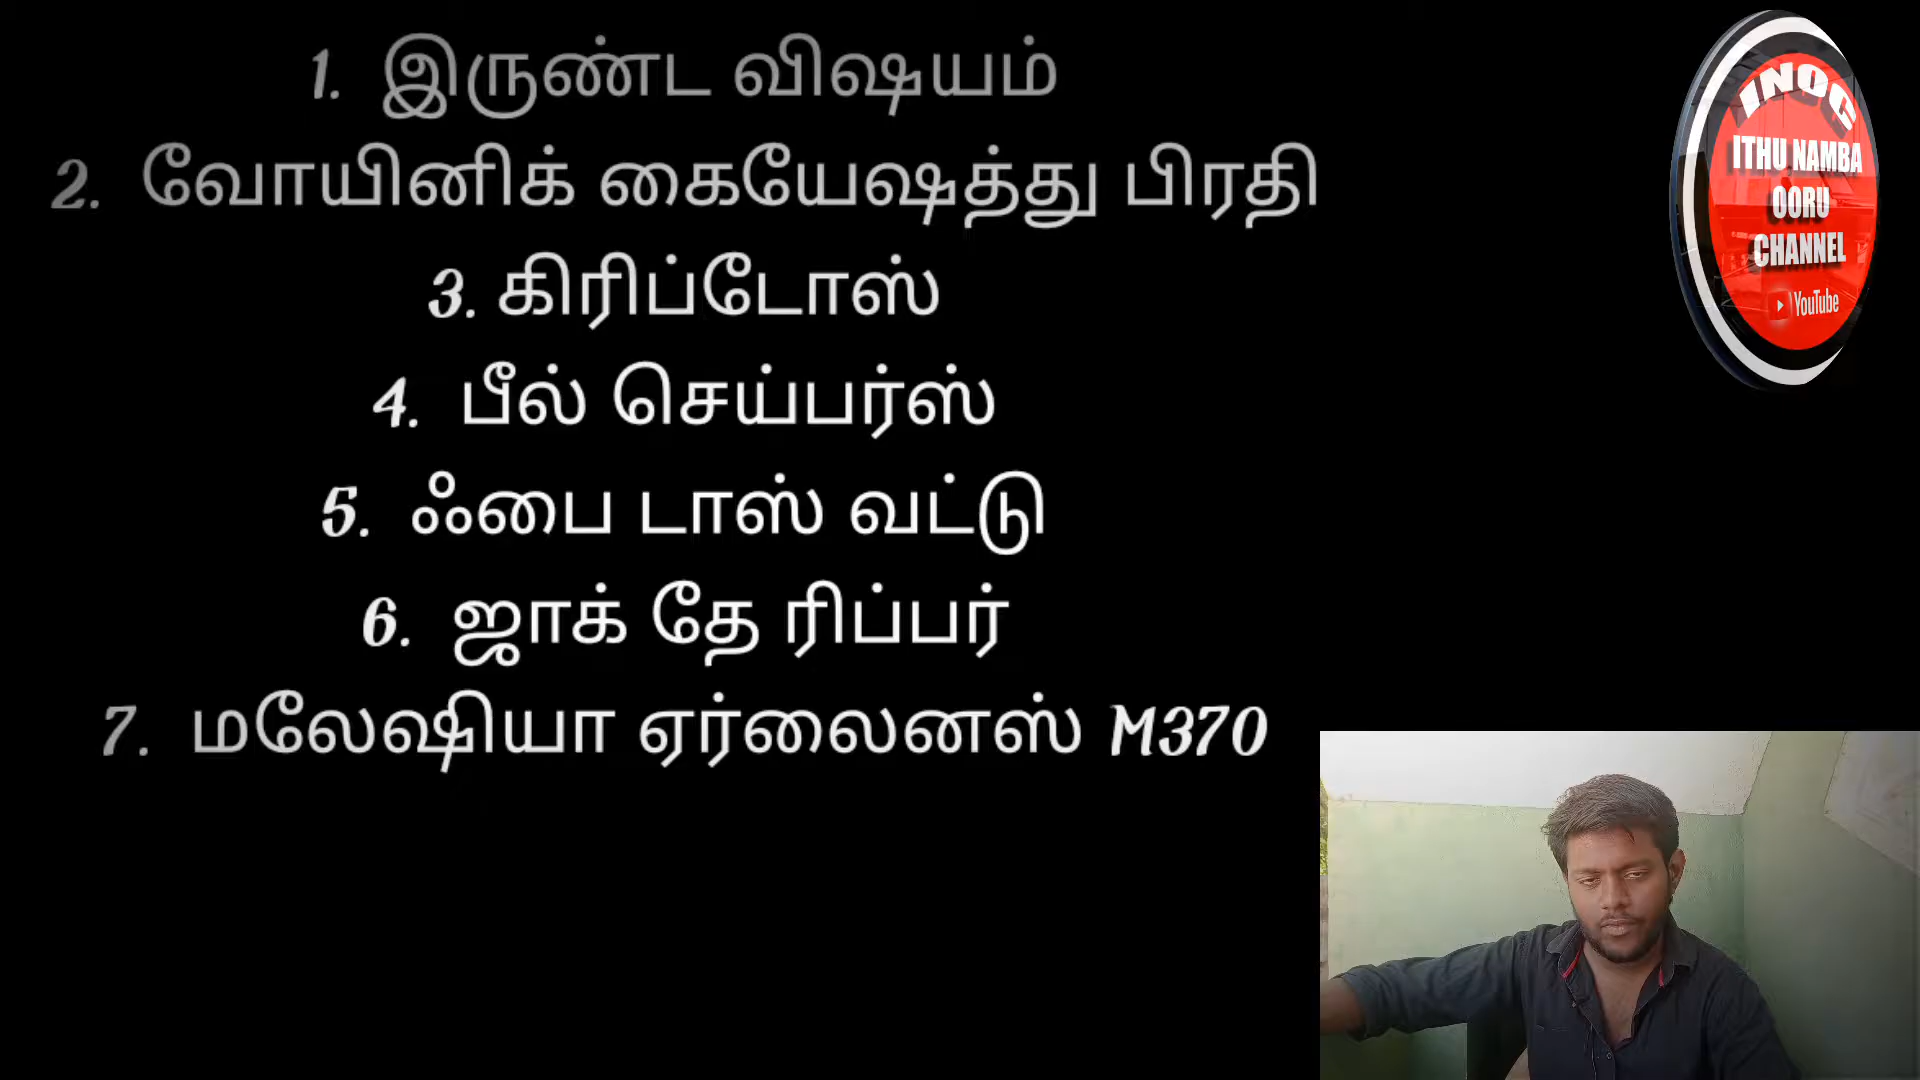 1. இருண்ட விஷயம்
2. வோயினிக் கையேஷத்து பிரதி
3. கிரிப்டோஸ்
4. பீல் செய்பர்ஸ்
5. ஃபை டாஸ் வட்டு
6. ஜாக் தே ரிப்பர்
7. மலேஷியா ஏர்லைனஸ் M370
INOC
ITHU NAMBA
OORU
CHANNEL
YouTube